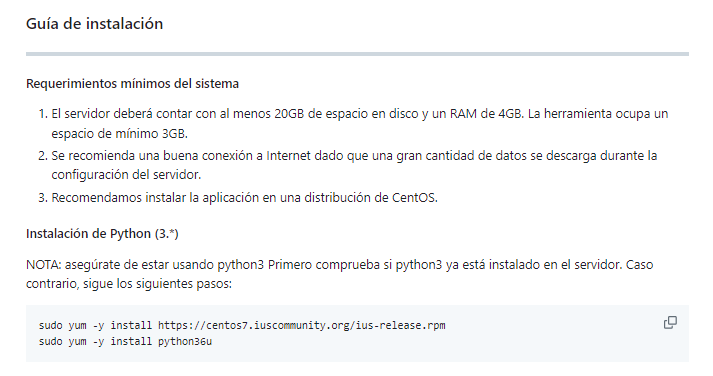 Guía de instalación
Requerimientos mínimos del sistema
1. El servidor deberá contar con al menos 20GB de espacio en disco y un RAM de 4GB. La herramienta ocupa un
espacio de mínimo 3GB.
2. Se recomienda una buena conexión a Internet dado que una gran cantidad de datos se descarga durante la
configuración del servidor.
3. Recomendamos instalar la aplicación en una distribución de CentOS.
Instalación de Python (3.*)
NOTA: asegúrate de estar usando python3 Primero comprueba si python3 ya está instalado en el servidor. Caso
contrario, sigue los siguientes pasos:
sudo yum -y install https://centos7.iuscommunity.org/ius-release.rpm
sudo yum -y install python36u